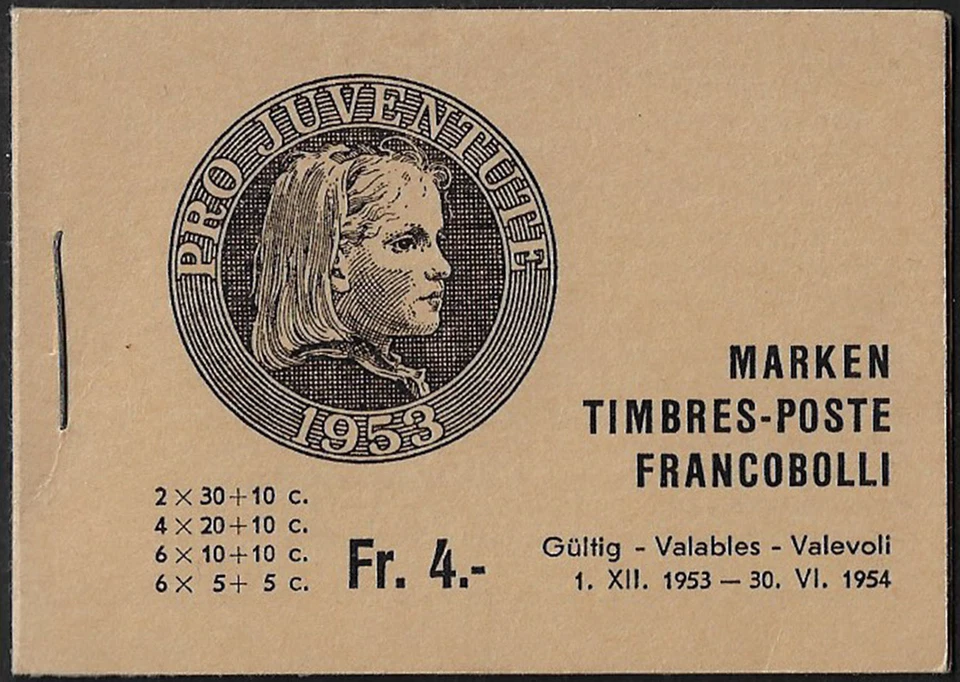 PRO JUVENTUTE
1953
MARKEN
TIMBRES-POSTE
FRANCOBOLLI
2 × 30+10 c.
4 × 20+10 c.
6 × 10+10 c.
6 × 5+ 5 c.
Fr. 4.-
Gültig - Valables - Valevoli
1. XII. 1953 — 30. VI. 1954